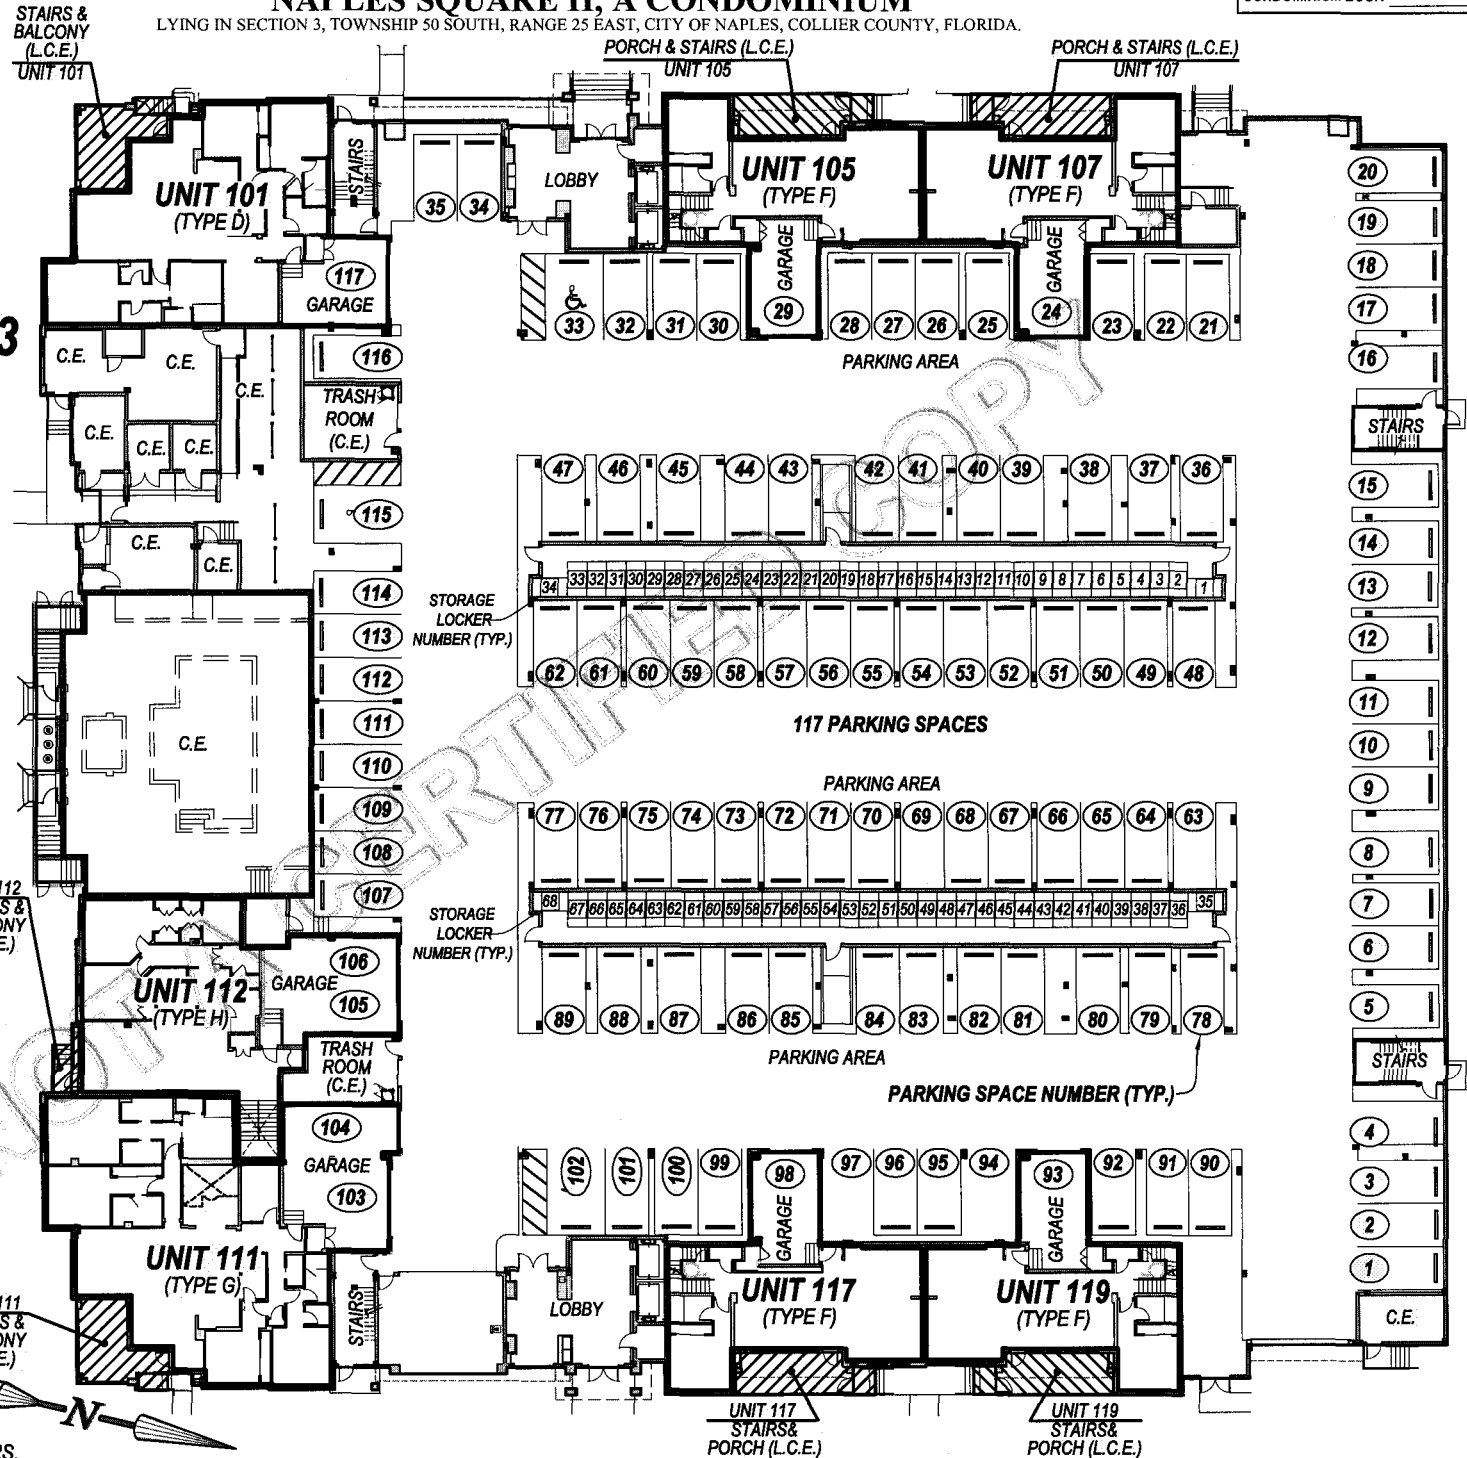 NAPLES SQUARE II, A CONDOMINIUM
LYING IN SECTION 3, TOWNSHIP 50 SOUTH, RANGE 25 EAST, CITY OF NAPLES, COLLIER COUNTY, FLORIDA.
STAIRS &
BALCONY
(L.C.E.)
UNIT 101
PORCH & STAIRS (L.C.E.)
UNIT 105
PORCH & STAIRS (L.C.E.)
UNIT 107
UNIT 101
(TYPE D)
STAIRS
35 34
LOBBY
UNIT 105
(TYPE F)
UNIT 107
(TYPE F)
117
GARAGE
GARAGE
GARAGE
33 32 31 30 29 28 27 26 25 24 23 22 21
PARKING AREA
20
19
18
17
16
STAIRS
15
14
13
12
11
10
9
8
7
6
5
STAIRS
4
3
2
1
C.E.
3
C.E.
C.E.
C.E.
C.E.
C.E.
C.E.
C.E.
C.E.
116
TRASH
ROOM
(C.E.)
115
114
113
112
111
110
109
108
107
C.E.
47 46 45 44 43 42 41 40 39 38 37 36
34 33 32 31 30 29 28 27 26 25 24 23 22 21 20 19 18 17 16 15 14 13 12 11 10 9 8 7 6 5 4 3 2 1
STORAGE
LOCKER
NUMBER (TYP.)
62 61 60 59 58 57 56 55 54 53 52 51 50 49 48
117 PARKING SPACES
PARKING AREA
77 76 75 74 73 72 71 70 69 68 67 66 65 64 63
68 67 66 65 64 63 62 61 60 59 58 57 56 55 54 53 52 51 50 49 48 47 46 45 44 43 42 41 40 39 38 37 36 35
STORAGE
LOCKER
NUMBER (TYP.)
89 88 87 86 85 84 83 82 81 80 79 78
PARKING AREA
PARKING SPACE NUMBER (TYP.)
112
UNIT 112
(TYPE H)
106
GARAGE
105
TRASH
ROOM
(C.E.)
104
GARAGE
103
UNIT 111
(TYPE G)
111
STAIRS
102 101 100 99 98 97 96 95 94 93 92 91 90
GARAGE
GARAGE
LOBBY
UNIT 117
(TYPE F)
UNIT 119
(TYPE F)
UNIT 117
STAIRS&
PORCH (L.C.E.)
UNIT 119
STAIRS&
PORCH (L.C.E.)
N
NOT A CERTIFIED COPY